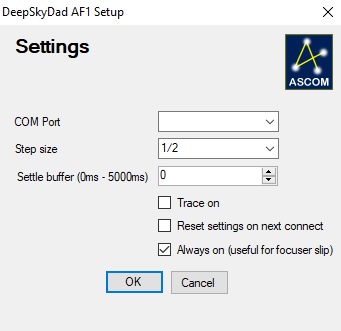 DeepSkyDad AF1 Setup
Settings
ASCOM
COM Port
Step size 1/2
Settle buffer (0ms - 5000ms) 0
Trace on
Reset settings on next connect
Always on (useful for focuser slip)
OK Cancel